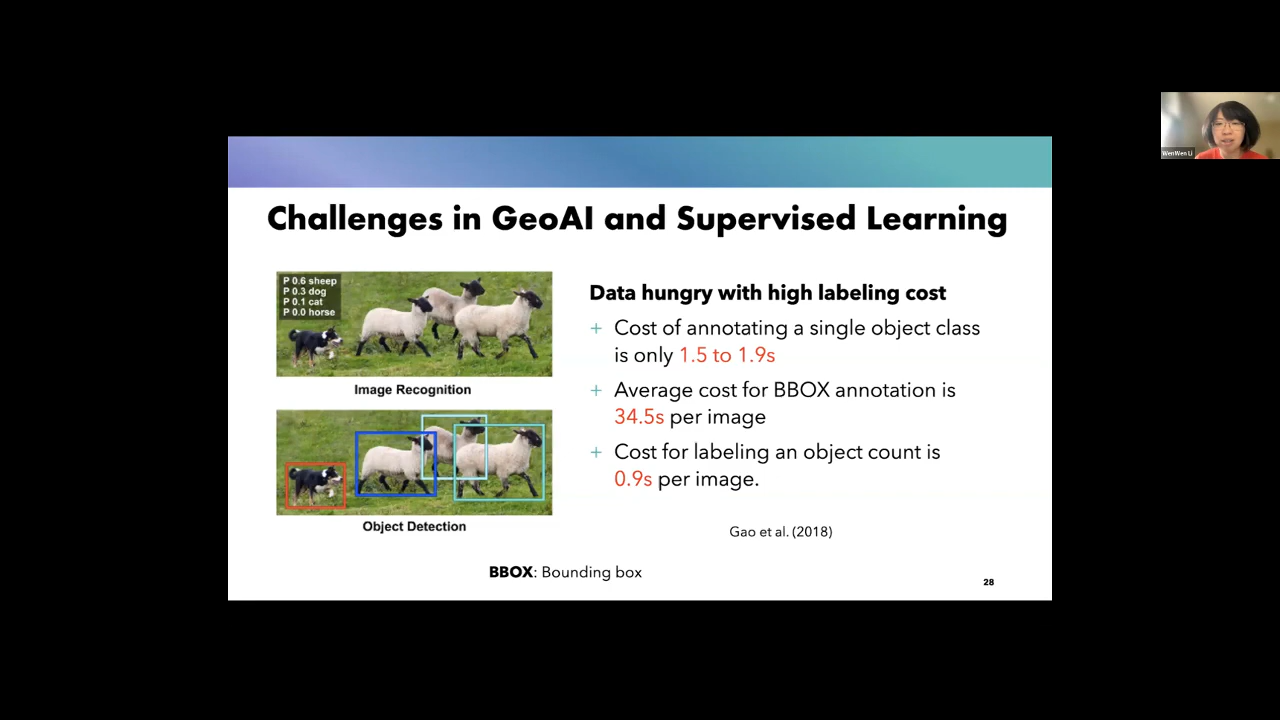 WenWen Li
Challenges in GeoAI and Supervised Learning
P 0.6 sheep
P 0.3 dog
P 0.1 cat
P 0.0 horse
Image Recognition
Object Detection
Data hungry with high labeling cost
+ Cost of annotating a single object class
is only 1.5 to 1.9s
+ Average cost for BBOX annotation is
34.5s per image
+ Cost for labeling an object count is
0.9s per image.
Gao et al. (2018)
BBOX: Bounding box
28